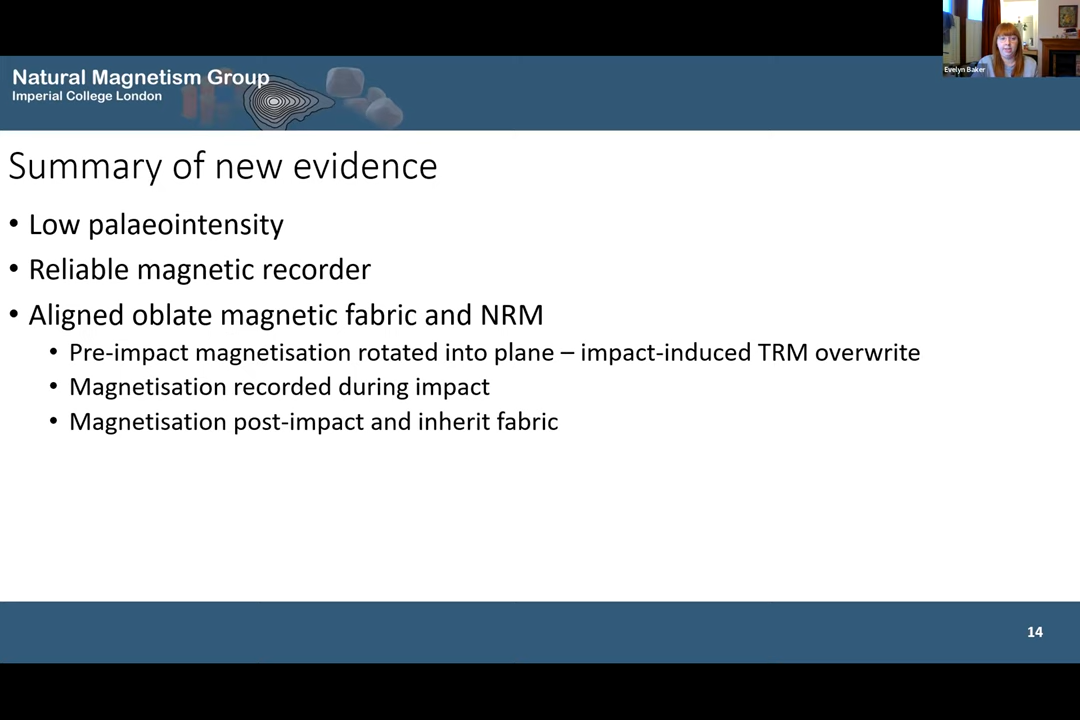 Evelyn Baker
Natural Magnetism Group
Imperial College London
Summary of new evidence
• Low palaeointensity
• Reliable magnetic recorder
• Aligned oblate magnetic fabric and NRM
• Pre-impact magnetisation rotated into plane – impact-induced TRM overwrite
• Magnetisation recorded during impact
• Magnetisation post-impact and inherit fabric
14